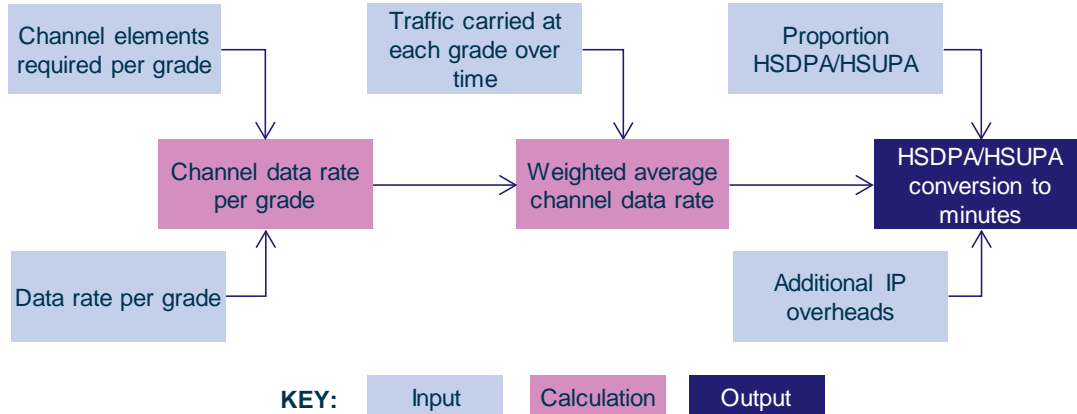 Channel elements
required per grade
Traffic carried at
each grade over
time
Proportion
HSDPA/HSUPA
Channel data rate
per grade
Weighted average
channel data rate
HSDPA/HSUPA
conversion to
minutes
Data rate per grade
Additional IP
overheads
KEY:
Input
Calculation
Output